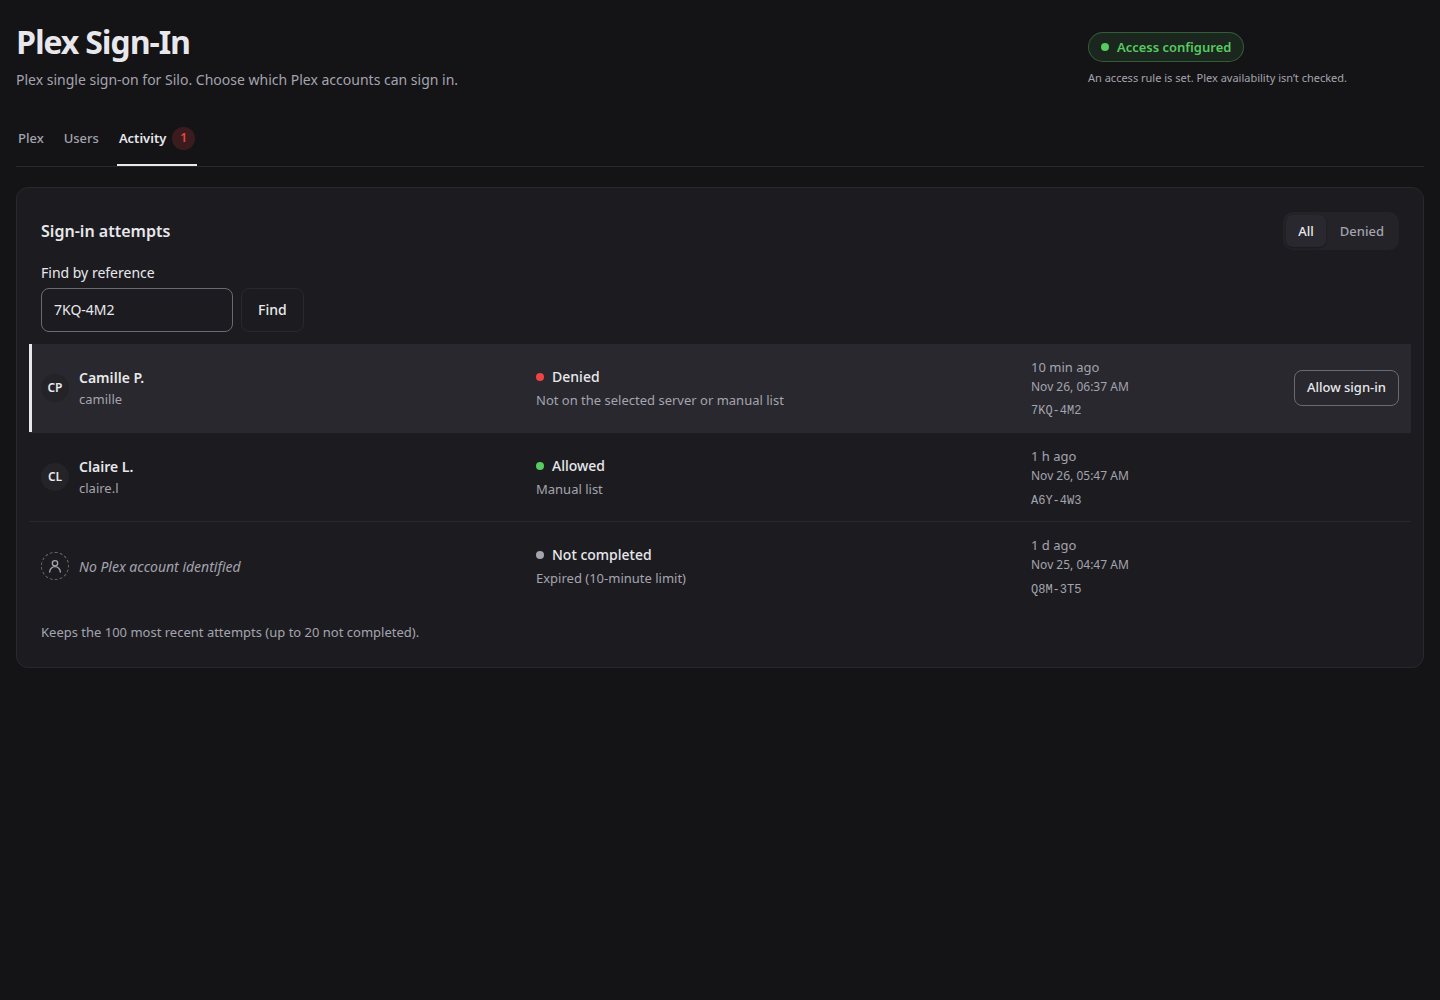 Plex Sign-In
Plex single sign-on for Silo. Choose which Plex accounts can sign in.
Access configured
An access rule is set. Plex availability isn't checked.
Plex Users Activity 1
Sign-in attempts
All Denied
Find by reference
7KQ-4M2 Find
CP
Camille P.
camille
Denied
Not on the selected server or manual list
10 min ago
Nov 26, 06:37 AM
7KQ-4M2
Allow sign-in
CL
Claire L.
claire.l
Allowed
Manual list
1 h ago
Nov 26, 05:47 AM
A6Y-4W3
No Plex account identified
Not completed
Expired (10-minute limit)
1 d ago
Nov 25, 04:47 AM
Q8M-3T5
Keeps the 100 most recent attempts (up to 20 not completed).